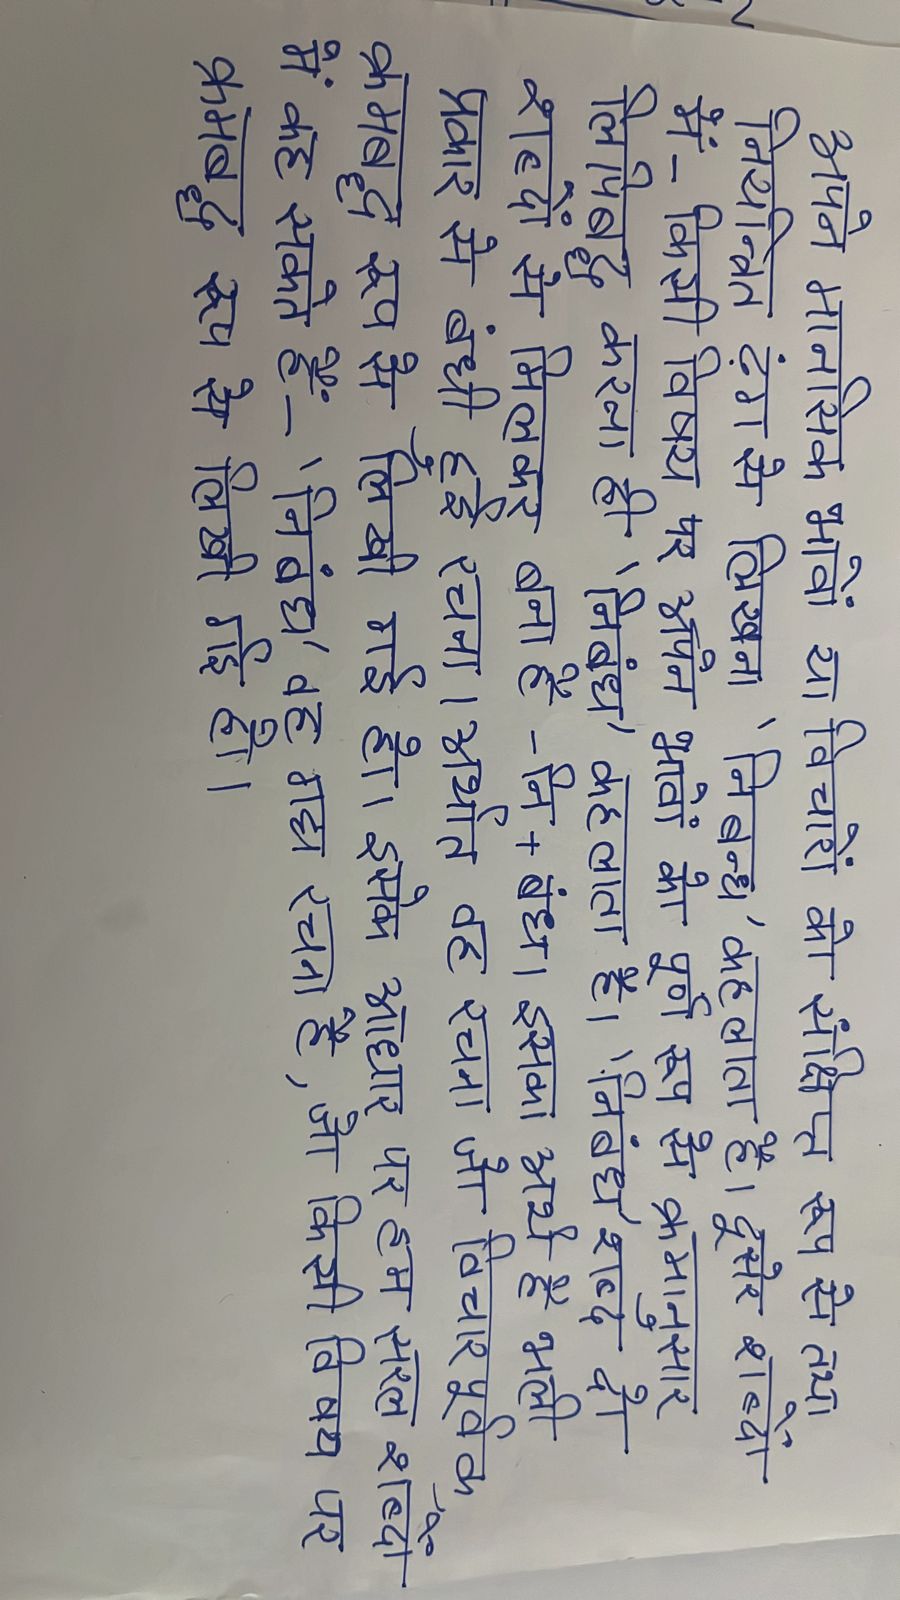 अपने मानसिक भावों या विचारों को संक्षिप्त रूप से तथा
नियन्त्रित ढ़ंग से लिखना 'निबन्ध' कहलाता है। दूसरे शब्दों
में - किसी विषय पर अपने भावों को पूर्ण रूप से क्रमानुसार
लिपिबद्ध करना ही 'निबंध' कहलाता है। 'निबंध' शब्द दो
शब्दों से मिलकर बना है - नि + बंध। इसका अर्थ है भली
प्रकार से बंधी हुई रचना। अर्थात वह रचना जो विचारपूर्वक,
क्रमबद्ध रूप से लिखी गई हो। इसके आधार पर हम सरल शब्दों
में कह सकते हैं - 'निबंध' वह गद्य रचना है, जो किसी विषय पर
क्रमबद्ध रूप से लिखी गई हो।